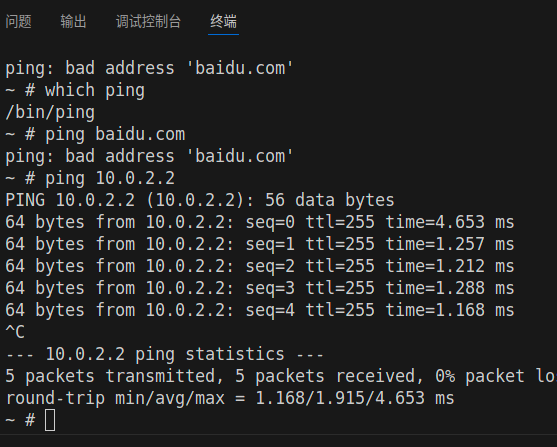 问题 输出 调试控制台 终端
ping: bad address 'baidu.com'
~ # which ping
/bin/ping
~ # ping baidu.com
ping: bad address 'baidu.com'
~ # ping 10.0.2.2
PING 10.0.2.2 (10.0.2.2): 56 data bytes
64 bytes from 10.0.2.2: seq=0 ttl=255 time=4.653 ms
64 bytes from 10.0.2.2: seq=1 ttl=255 time=1.257 ms
64 bytes from 10.0.2.2: seq=2 ttl=255 time=1.212 ms
64 bytes from 10.0.2.2: seq=3 ttl=255 time=1.288 ms
64 bytes from 10.0.2.2: seq=4 ttl=255 time=1.168 ms
^C
--- 10.0.2.2 ping statistics ---
5 packets transmitted, 5 packets received, 0% packet lo
round-trip min/avg/max = 1.168/1.915/4.653 ms
~ #